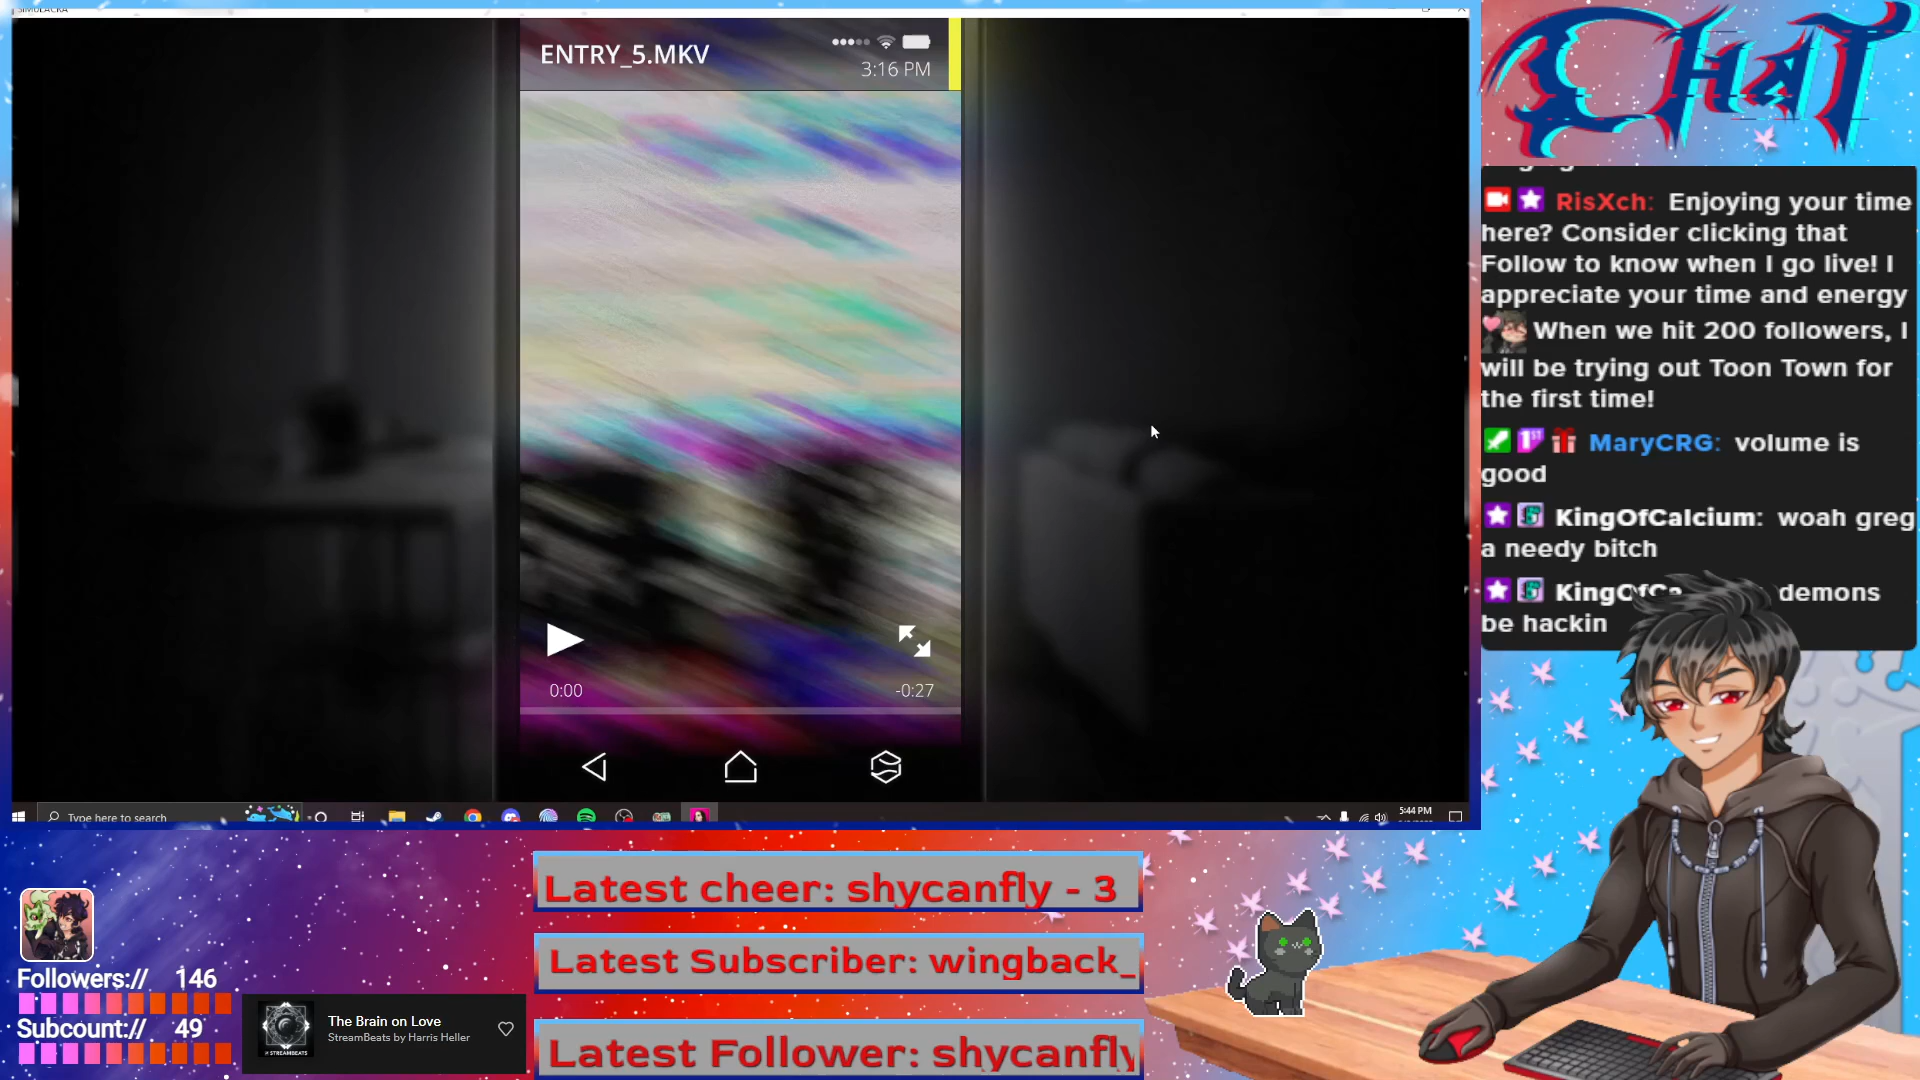 SIMULACRA
ENTRY_5.MKV
3:16 PM
0:00
-0:27
Type here to search
5:44 PM
CHAT
RisXch: Enjoying your time
here? Consider clicking that
Follow to know when I go live! I
appreciate your time and energy
When we hit 200 followers, I
will be trying out Toon Town for
the first time!
MaryCRG: volume is
good
KingOfCalcium: woah greg
a needy bitch
KingOfCa demons
be hackin
Latest cheer: shycanfly - 3
Latest Subscriber: wingback_
Latest Follower: shycanfly
Followers:// 146
Subcount:// 49
STREAMBEATS
The Brain on Love
StreamBeats by Harris Heller